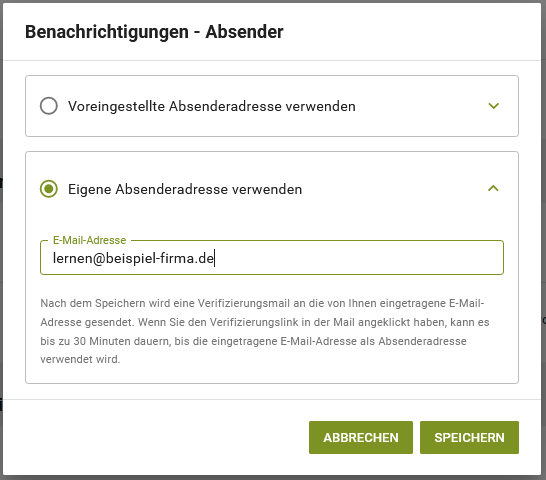 Benachrichtigungen - Absender
Voreingestellte Absenderadresse verwenden
Eigene Absenderadresse verwenden
E-Mail-Adresse
lernen@beispiel-firma.de
Nach dem Speichern wird eine Verifizierungsmail an die von Ihnen eingetragene E-Mail-
Adresse gesendet. Wenn Sie den Verifizierungslink in der Mail angeklickt haben, kann es
bis zu 30 Minuten dauern, bis die eingetragene E-Mail-Adresse als Absenderadresse
verwendet wird.
ABBRECHEN
SPEICHERN